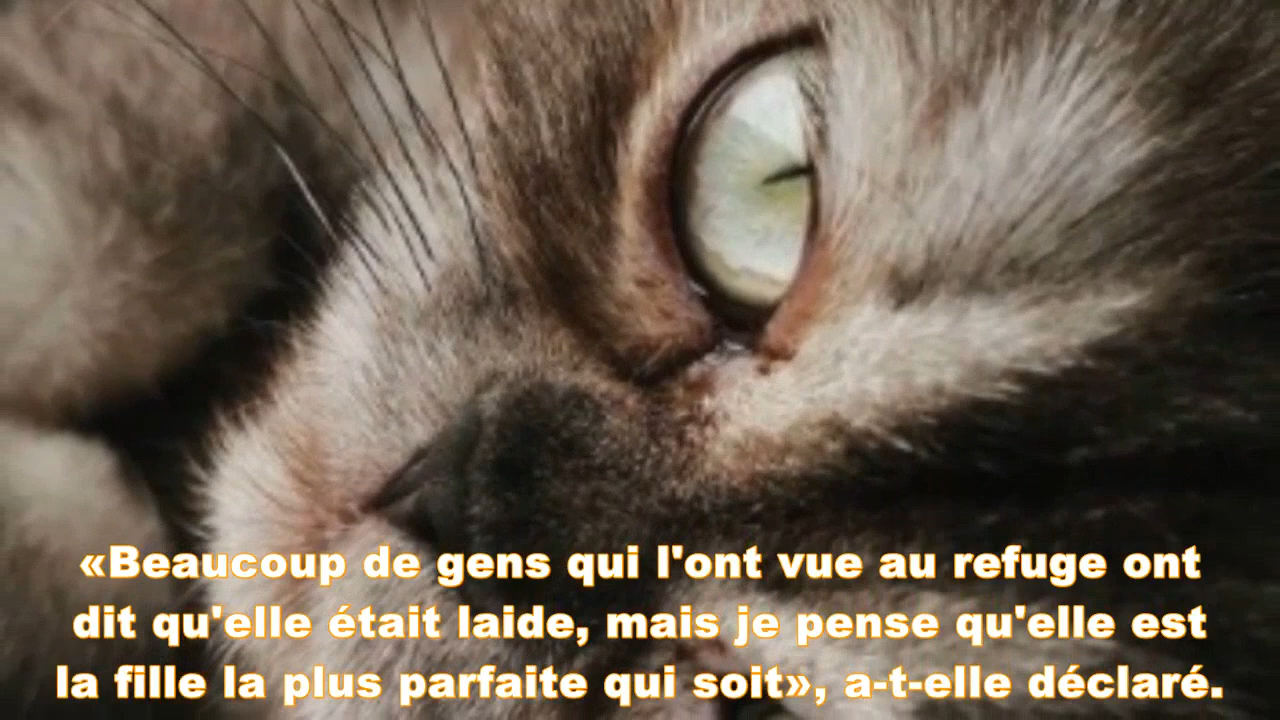 «Beaucoup de gens qui l'ont vue au refuge ont
dit qu'elle était laide, mais je pense qu'elle est
la fille la plus parfaite qui soit», a-t-elle déclaré.